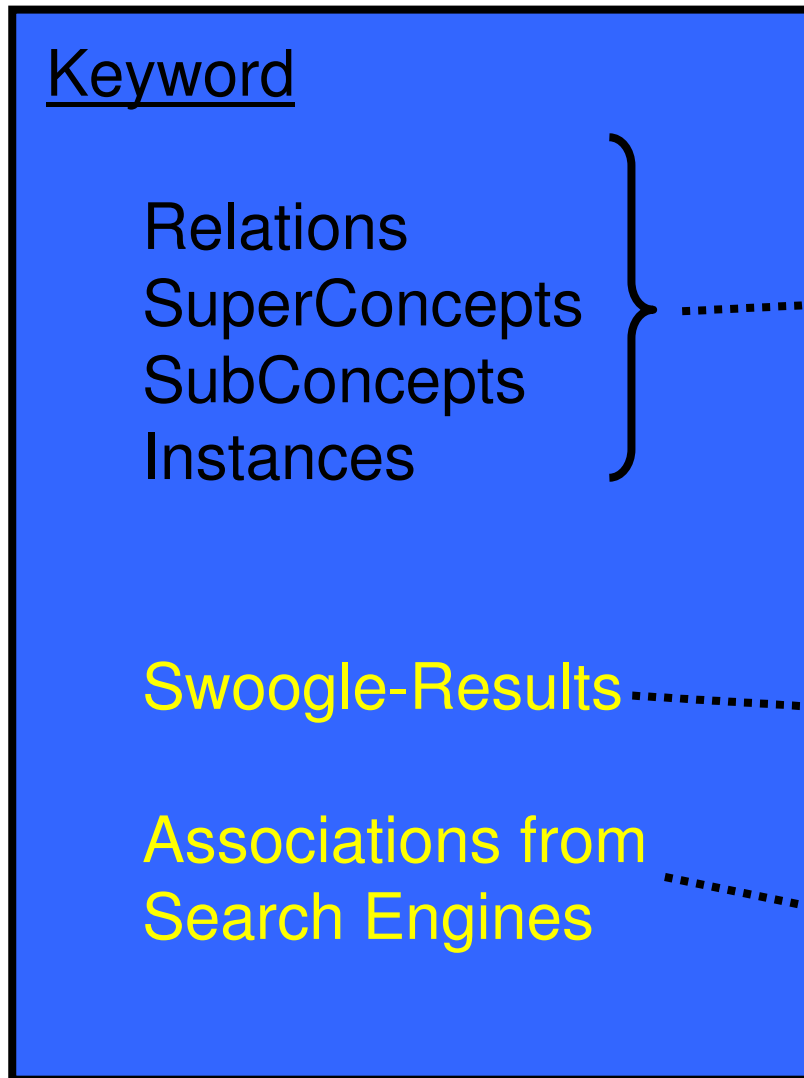 Keyword
Relations
SuperConcepts
SubConcepts
Instances
Swoogle-Results
Associations from
Search Engines